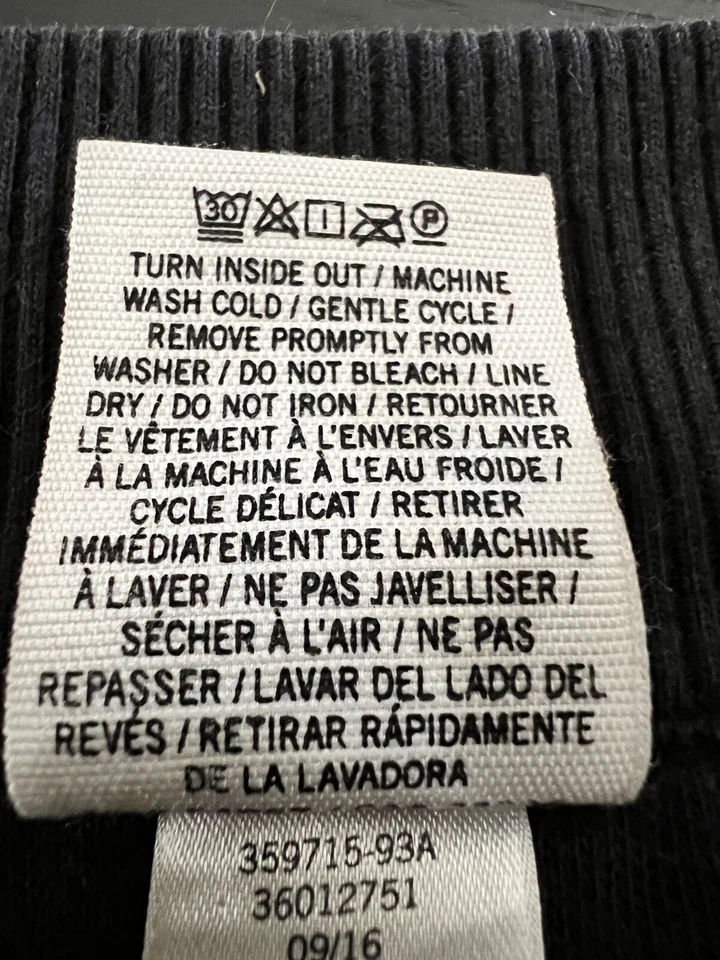 30 P
TURN INSIDE OUT / MACHINE
WASH COLD / GENTLE CYCLE /
REMOVE PROMPTLY FROM
WASHER / DO NOT BLEACH / LINE
DRY / DO NOT IRON / RETOURNER
LE VÊTEMENT À L'ENVERS / LAVER
À LA MACHINE À L'EAU FROIDE /
CYCLE DÉLICAT / RETIRER
IMMÉDIATEMENT DE LA MACHINE
À LAVER / NE PAS JAVELLISER /
SÉCHER À L'AIR / NE PAS
REPASSER / LAVAR DEL LADO DEL
REVÉS / RETIRAR RÁPIDAMENTE
DE LA LAVADORA
359715-93A
36012751
09/16